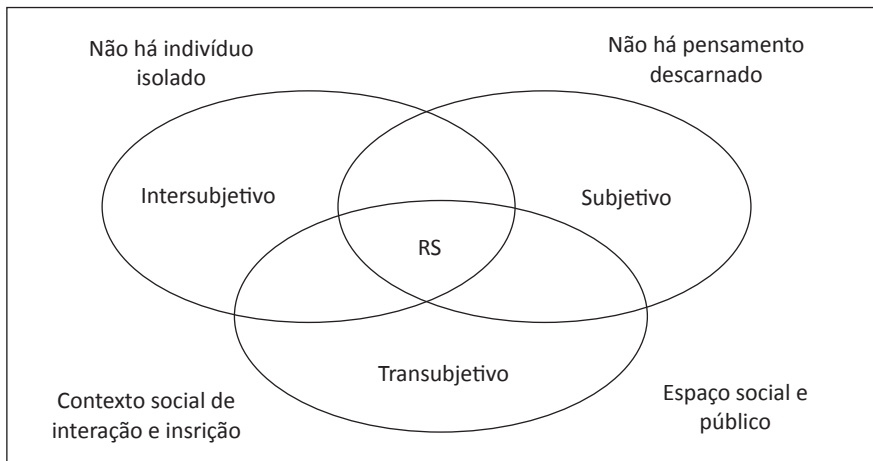 Não há indivíduo
isolado
Não há pensamento
descarnado
Intersubjetivo
Subjetivo
RS
Transubjetivo
Contexto social de
interação e insrição
Espaço social e
público